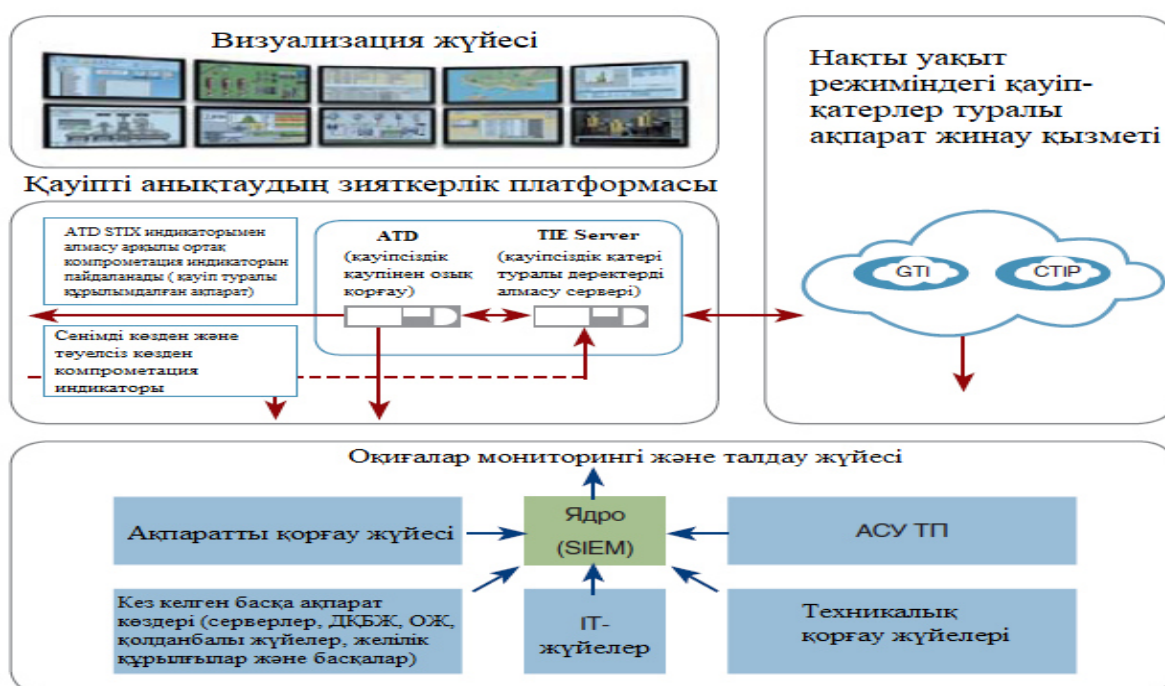 Визуализация жүйесі
Нақты уақыт
режиміндегі қауіп-
қатерлер туралы
ақпарат жинау қызметі
Қауіпті анықтаудың зияткерлік платформасы
ATD STIX индикаторымен
алмасу арқылы ортақ
компрометация индикаторын
пайдаланады ( қауіп туралы
құрылымдалған ақпарат)
ATD
(қауіпсіздік
қаупінен озық
қорғау)
TIE Server
(қауіпсіздік қатері
туралы деректерді
алмасу сервері)
GTI
CTIP
Сенімді көзден және
тәуелсіз көзден
компрометация
индикаторы
Оқиғалар мониторингі және талдау жүйесі
Ақпаратты қорғау жүйесі
Ядро
(SIEM)
АСУ ТП
Кез келген басқа ақпарат
көздері (серверлер, ДҚБЖ, ОЖ,
қолданбалы жүйелер, желілік
құрылғылар және басқалар)
IT-
жүйелер
Техникалық
қорғау жүйелері